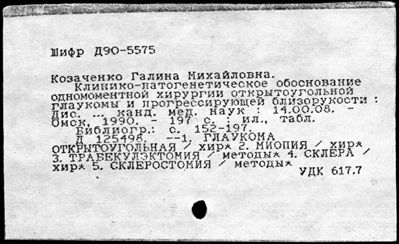 Шифр Д90-5575
Козаченко Галина Михайловна.
Клинико-патогенетическое обоснование
одномоментной хирургии открытоугольной
глаукомы и прогрессирующей близорукости :
Дис. ... канд. мед. наук : 14.00.08. -
Омск, 1990. - 197 с. : ил., табл.
Библиогр.: с. 152-197.
Д 125498. --1. ГЛАУКОМА
ОТКРЫТОУГОЛЬНАЯ / хир* 2. МИОПИЯ / хир*
3. ТРАБЕКУЛЭКТОМИЯ / методы* 4. СКЛЕРА /
хир* 5. СКЛЕРОСТОМИЯ / методы*
УДК 617.7